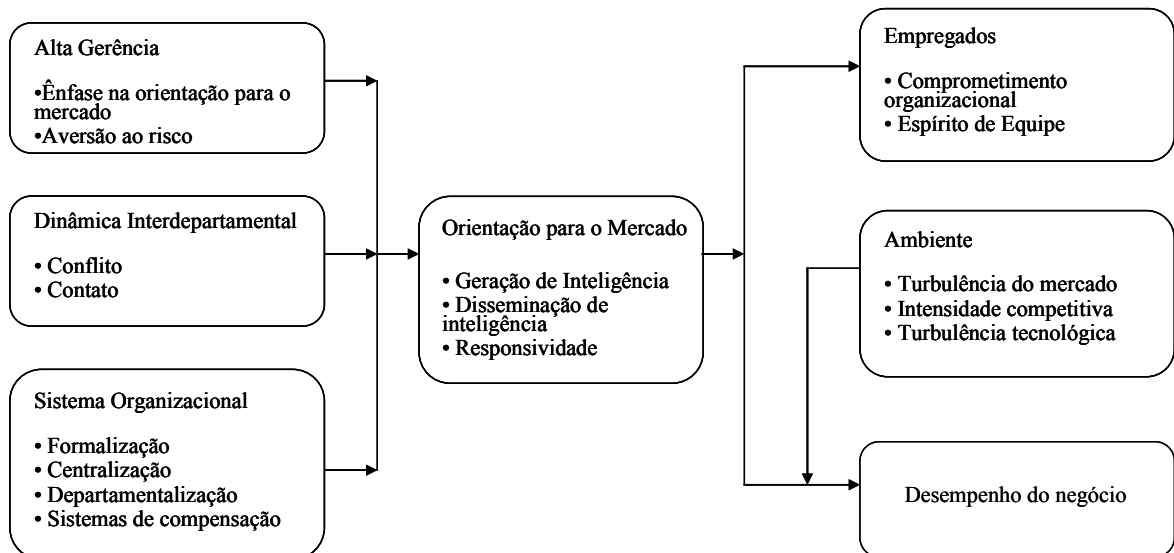 Alta Gerência
•Ênfase na orientação para o
mercado
•Aversão ao risco
Dinâmica Interdepartamental
• Conflito
• Contato
Sistema Organizacional
• Formalização
• Centralização
• Departamentalização
• Sistemas de compensação
Orientação para o Mercado
• Geração de Inteligência
• Disseminação de
inteligência
• Responsividade
Empregados
• Comprometimento
organizacional
• Espírito de Equipe
Ambiente
• Turbulência do mercado
• Intensidade competitiva
• Turbulência tecnológica
Desempenho do negócio